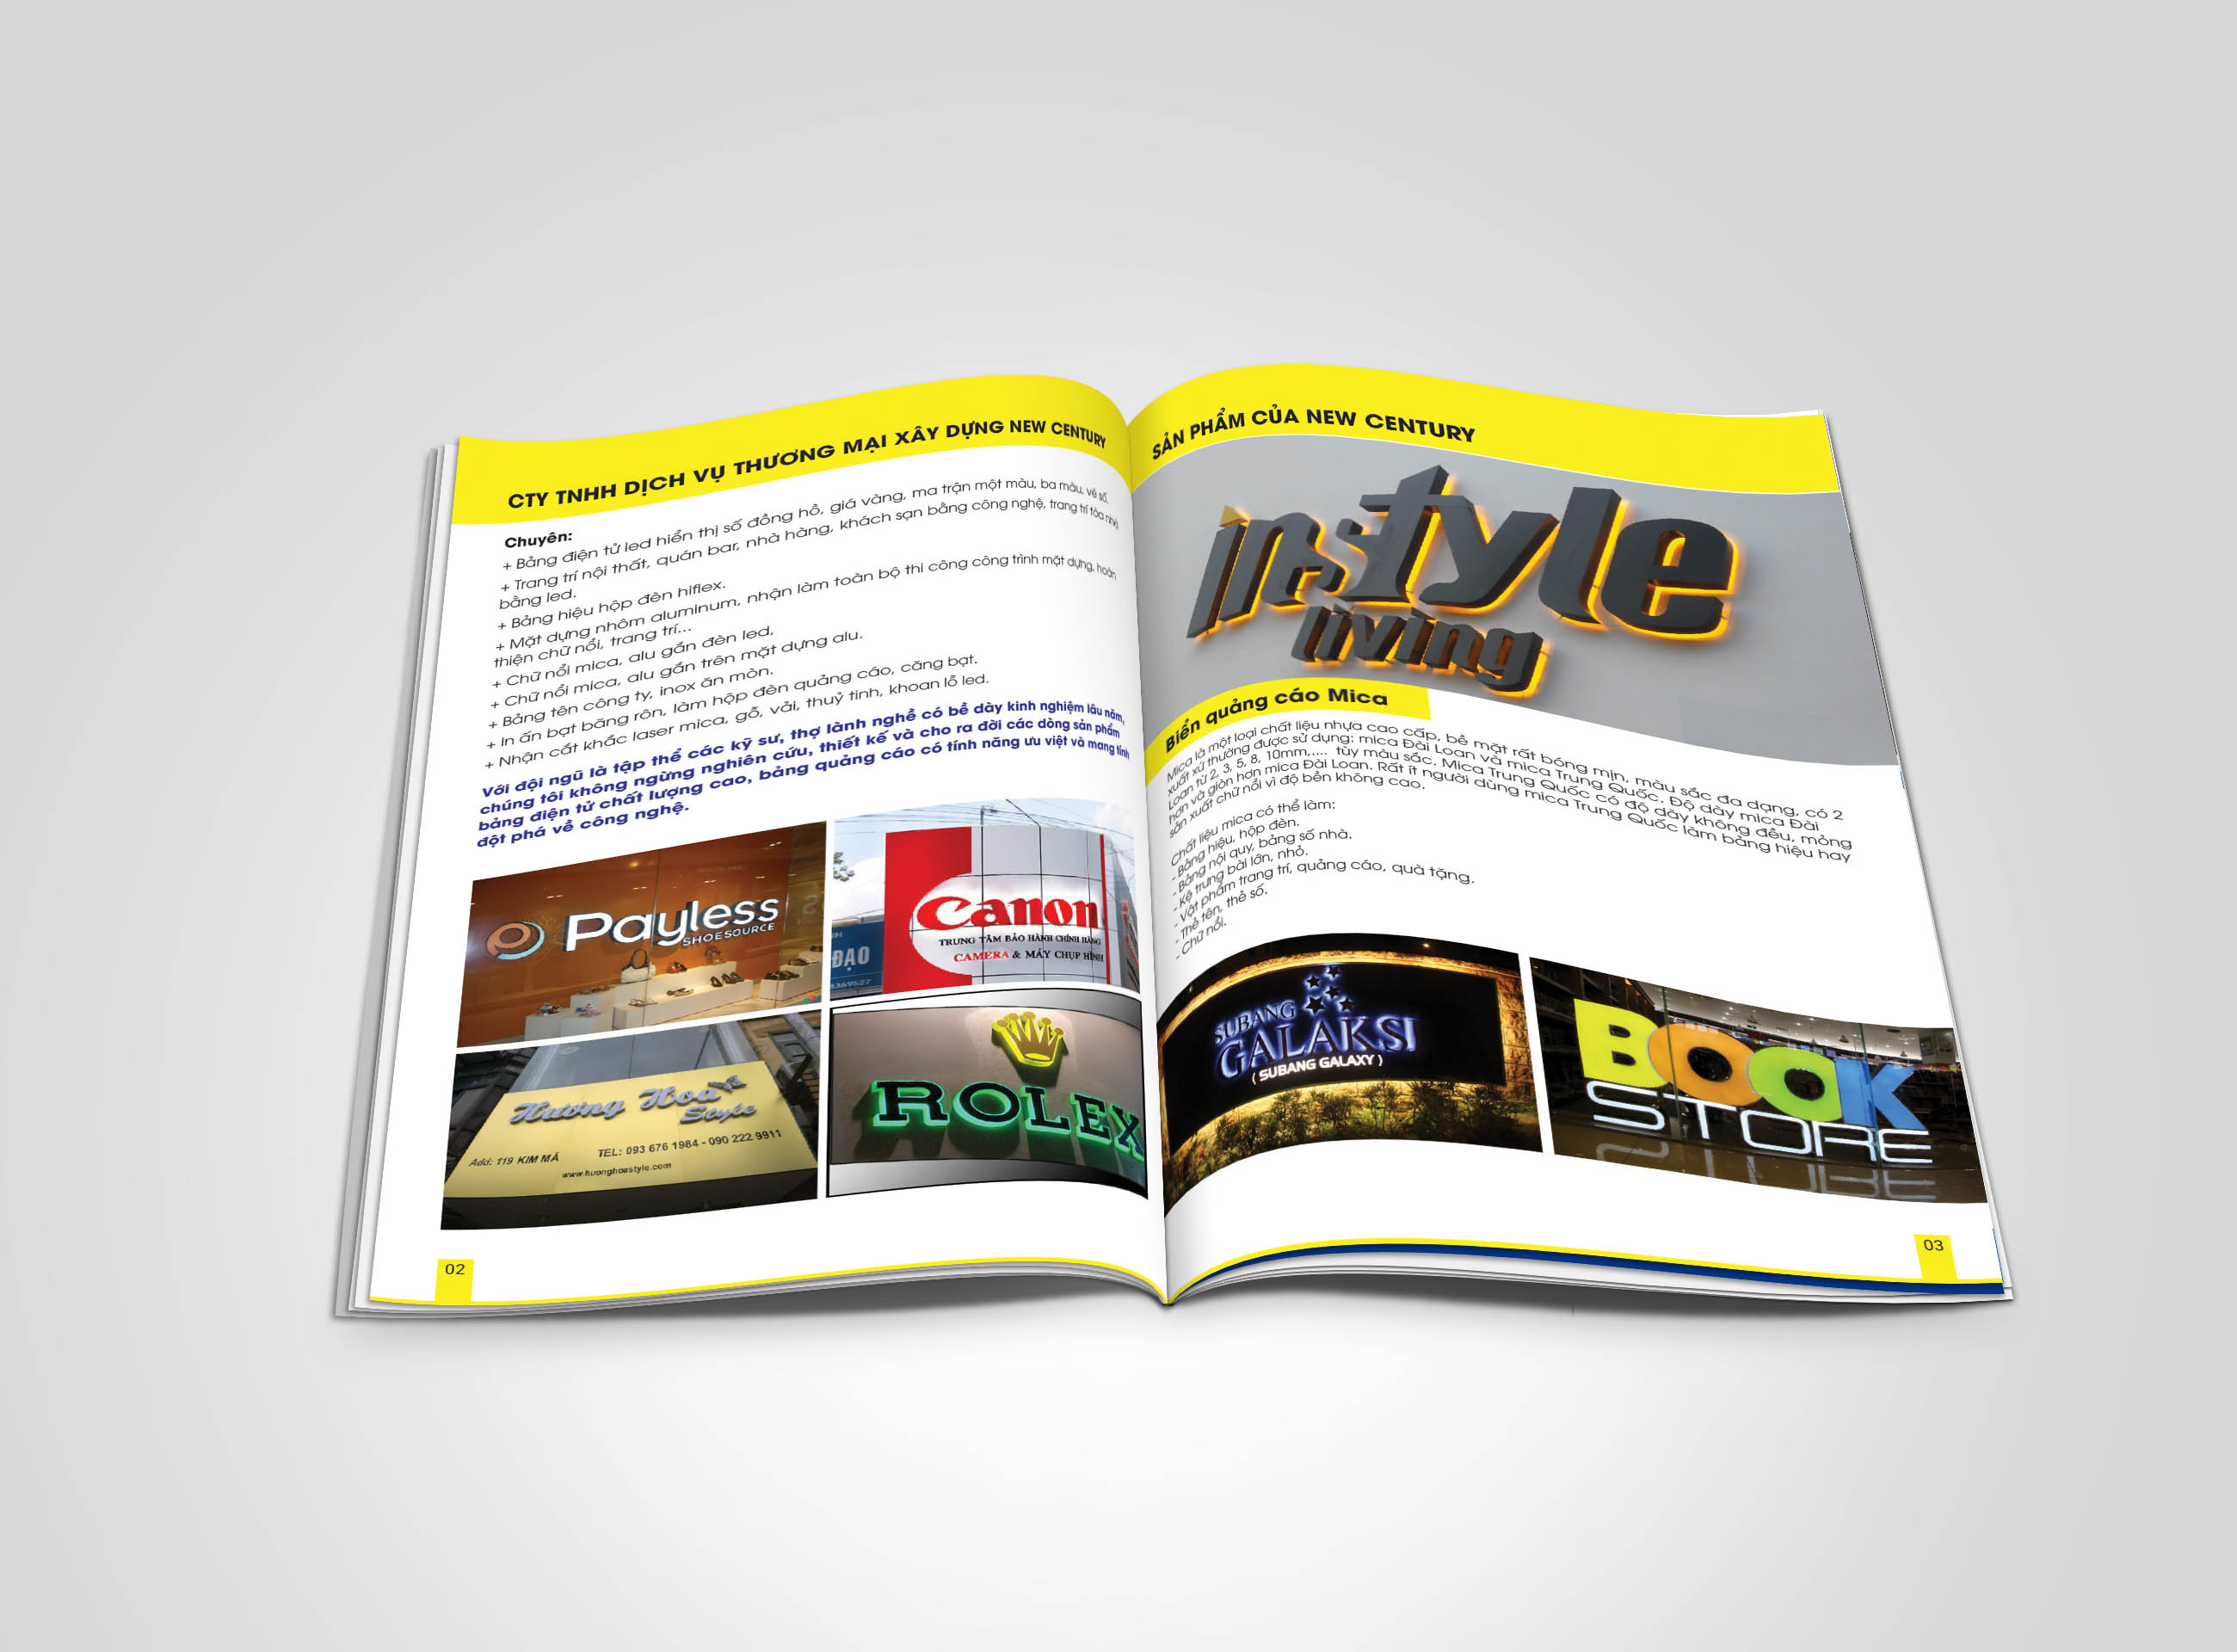 CTY TNHH DỊCH VỤ THƯƠNG MẠI XÂY DỰNG NEW CENTURY
Chuyên:
+ Bảng điện tử led hiển thị số đồng hồ, giá vàng, ma trận một màu, ba màu, vé số.
+ Trang trí nội thất, quán bar, nhà hàng, khách sạn bằng công nghệ, trang trí tòa nhà
bằng led.
+ Bảng hiệu hộp đèn hiflex.
+ Mặt dựng nhôm aluminum, nhận làm toàn bộ thi công công trình mặt dựng, hoàn
thiện chữ nổi, trang trí...
+ Chữ nổi mica, alu gắn đèn led,
+ Chữ nổi mica, alu gắn trên mặt dựng alu.
+ Bảng tên công ty, inox ăn mòn.
+ In ấn bạt băng rôn, làm hộp đèn quảng cáo, căng bạt.
+ Nhận cắt khắc laser mica, gỗ, vải, thuỷ tinh, khoan lỗ led.
Với đội ngũ là tập thể các kỹ sư, thợ lành nghề có bề dày kinh nghiệm lâu năm,
chúng tôi không ngừng nghiên cứu, thiết kế và cho ra đời các dòng sản phẩm
bảng điện tử chất lượng cao, bảng quảng cáo có tính năng ưu việt và mang tính
đột phá về công nghệ.
Payless
SHOESOURCE
Canon
TRUNG TÂM BẢO HÀNH CHÍNH HÃNG
CAMERA & MÁY CHỤP HÌNH
ĐẠO
8369527
Hương Hoà
Style
Add: 119 KIM MÃ
TEL: 093 676 1984 - 090 222 9911
www.huonghoastyle.com
ROLEX
02
SẢN PHẨM CỦA NEW CENTURY
instyle
living
Biển quảng cáo Mica
Mica là một loại chất liệu nhựa cao cấp, bề mặt rất bóng mịn, màu sắc đa dạng, có 2
xuất xứ thường được sử dụng: mica Đài Loan và mica Trung Quốc. Độ dày mica Đài
Loan từ 2, 3, 5, 8, 10mm,.... tùy màu sắc. Mica Trung Quốc có độ dày không đều, mỏng
hơn và giòn hơn mica Đài Loan. Rất ít người dùng mica Trung Quốc làm bảng hiệu hay
sản xuất chữ nổi vì độ bền không cao.
Chất liệu mica có thể làm:
- Bảng hiệu, hộp đèn.
- Bảng nội quy, bảng số nhà.
- Kệ trưng bài lớn, nhỏ.
- Vật phẩm trang trí, quảng cáo, quà tặng.
- Thẻ tên, thẻ số.
- Chữ nổi.
SUBANG
GALAKSI
( SUBANG GALAXY )
BOOK
STORE
03